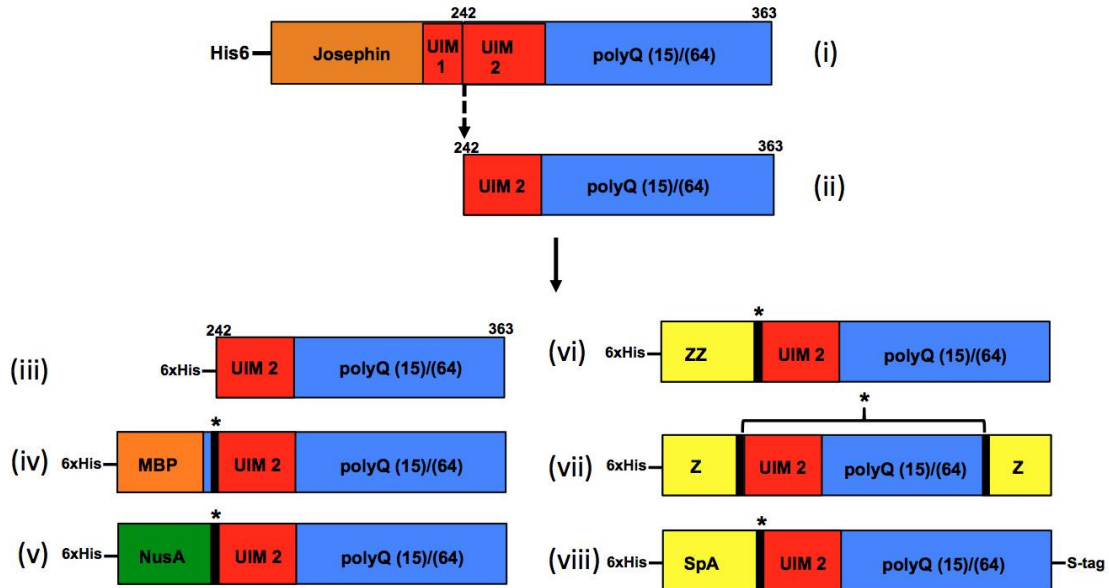 242 363
His6 Josephin UIM 1 UIM 2 polyQ (15)/(64) (i)
242 363
UIM 2 polyQ (15)/(64) (ii)
242 363
(iii) 6xHis UIM 2 polyQ (15)/(64)
*
(iv) 6xHis MBP UIM 2 polyQ (15)/(64)
*
(v) 6xHis NusA UIM 2 polyQ (15)/(64)
*
(vi) 6xHis ZZ UIM 2 polyQ (15)/(64)
*
(vii) 6xHis Z UIM 2 polyQ (15)/(64) Z
*
(viii) 6xHis SpA UIM 2 polyQ (15)/(64) S-tag